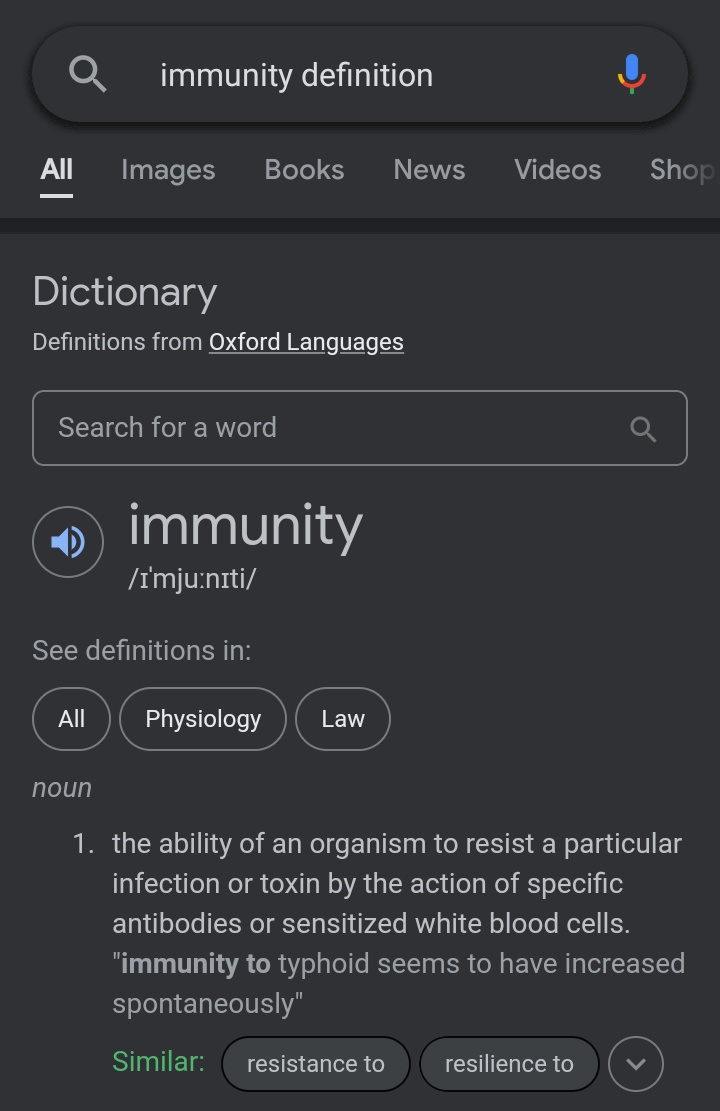 immunity definition
All Images Books News Videos Shop
Dictionary
Definitions from Oxford Languages
Search for a word
immunity
/ɪˈmjuːnɪti/
See definitions in:
All Physiology Law
noun
1. the ability of an organism to resist a particular
infection or toxin by the action of specific
antibodies or sensitized white blood cells.
"immunity to typhoid seems to have increased
spontaneously"
Similar: resistance to resilience to